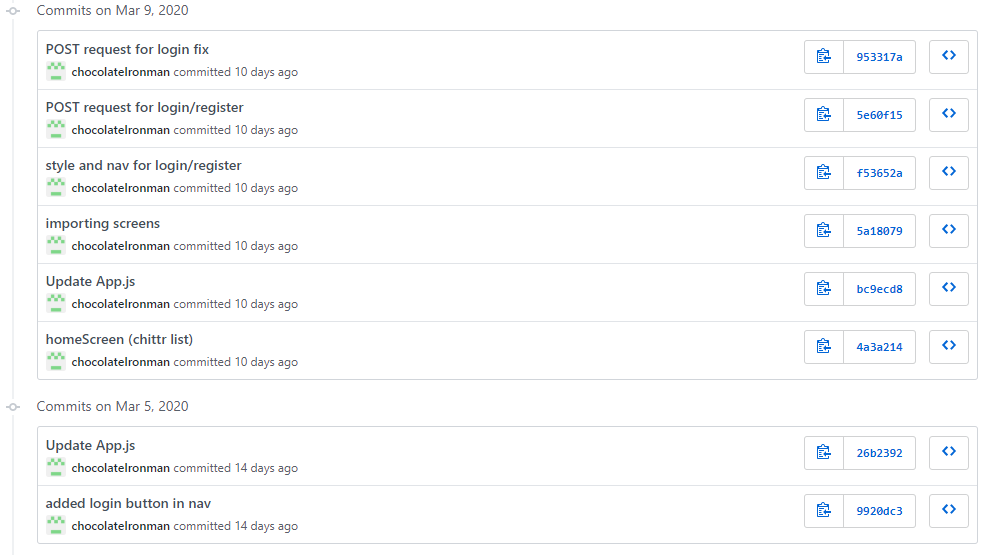 Commits on Mar 9, 2020
POST request for login fix
chocolateIronman committed 10 days ago
953317a
POST request for login/register
chocolateIronman committed 10 days ago
5e60f15
style and nav for login/register
chocolateIronman committed 10 days ago
f53652a
importing screens
chocolateIronman committed 10 days ago
5a18079
Update App.js
chocolateIronman committed 10 days ago
bc9ecd8
homeScreen (chittr list)
chocolateIronman committed 10 days ago
4a3a214
Commits on Mar 5, 2020
Update App.js
chocolateIronman committed 14 days ago
26b2392
added login button in nav
chocolateIronman committed 14 days ago
9920dc3